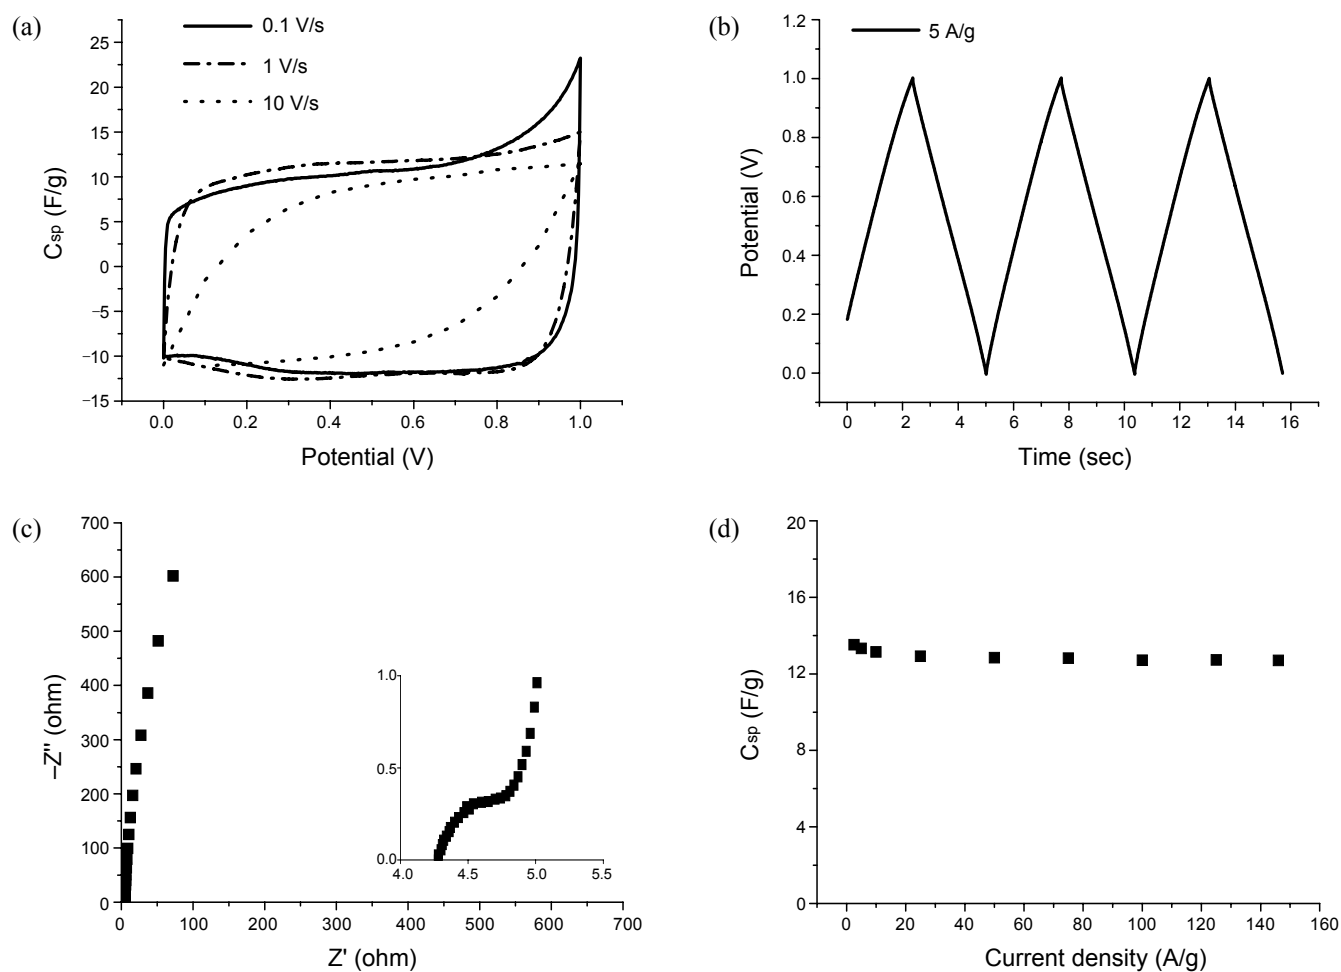 (a)
0.1 V/s
1 V/s
10 V/s
25
20
15
10
5
0
−5
−10
−15
Csp (F/g)
0.0 0.2 0.4 0.6 0.8 1.0
Potential (V)
(b)
5 A/g
1.2
1.0
0.8
0.6
0.4
0.2
0.0
Potential (V)
0 2 4 6 8 10 12 14 16
Time (sec)
(c)
700
600
500
400
300
200
100
0
–Z'' (ohm)
1.0
0.5
0.0
4.0 4.5 5.0 5.5
0 100 200 300 400 500 600 700
Z' (ohm)
(d)
20
16
12
8
4
0
Csp (F/g)
0 20 40 60 80 100 120 140 160
Current density (A/g)